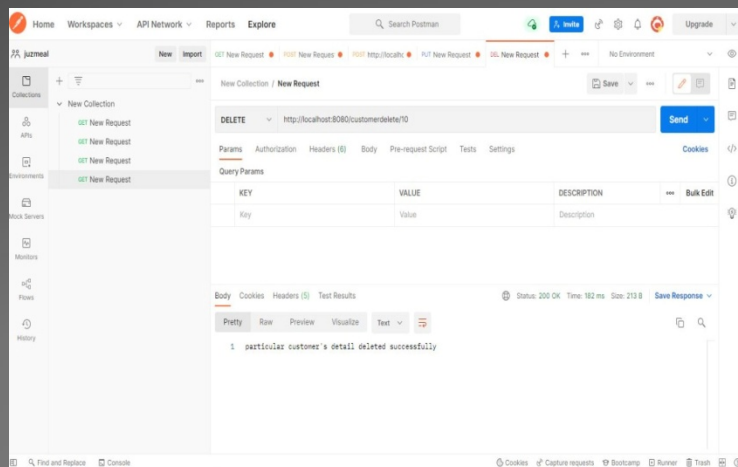 Home Workspaces API Network Reports Explore Search Postman Invite Upgrade
juzmeal New Import GET New Request POST New Reques POST http://localhc PUT New Request DEL New Request No Environment
Collections
APIs
Environments
Mock Servers
Monitors
Flows
History
New Collection
GET New Request
GET New Request
GET New Request
GET New Request
New Collection / New Request Save
DELETE http://localhost:8080/customerdelete/10 Send
Params Authorization Headers (6) Body Pre-request Script Tests Settings Cookies
Query Params
KEY VALUE DESCRIPTION Bulk Edit
Key Value Description
Body Cookies Headers (5) Test Results Status: 200 OK Time: 182 ms Size: 213 B Save Response
Pretty Raw Preview Visualize Text
1 particular customer's detail deleted successfully
Find and Replace Console Cookies Capture requests Bootcamp Runner Trash